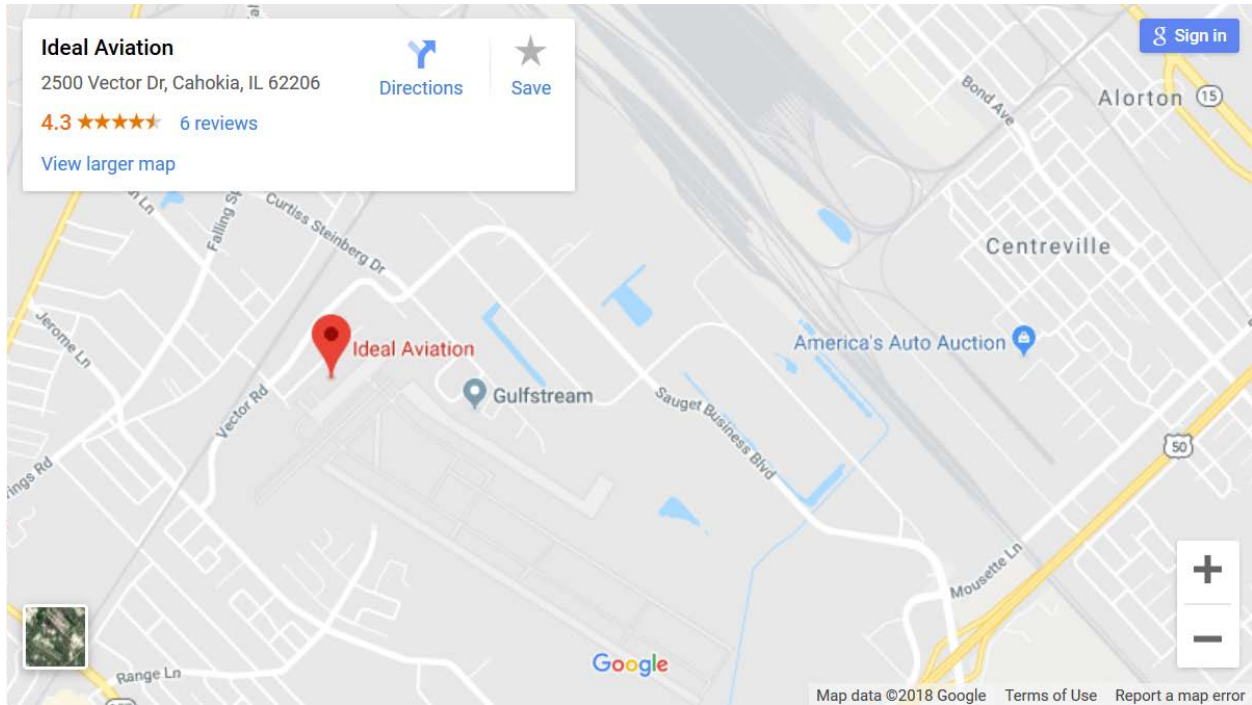 Ideal Aviation
2500 Vector Dr, Cahokia, IL 62206
4.3
6 reviews
View larger map
Directions
Save
Sign in
Bond Ave
Alorton
15
Centreville
Curtiss Steinberg Dr
Jerome Ln
Ideal Aviation
America's Auto Auction
Gulfstream
Vector Rd
Sauget Business Blvd
50
Mousette Ln
Range Ln
Google
Map data ©2018 Google
Terms of Use
Report a map error